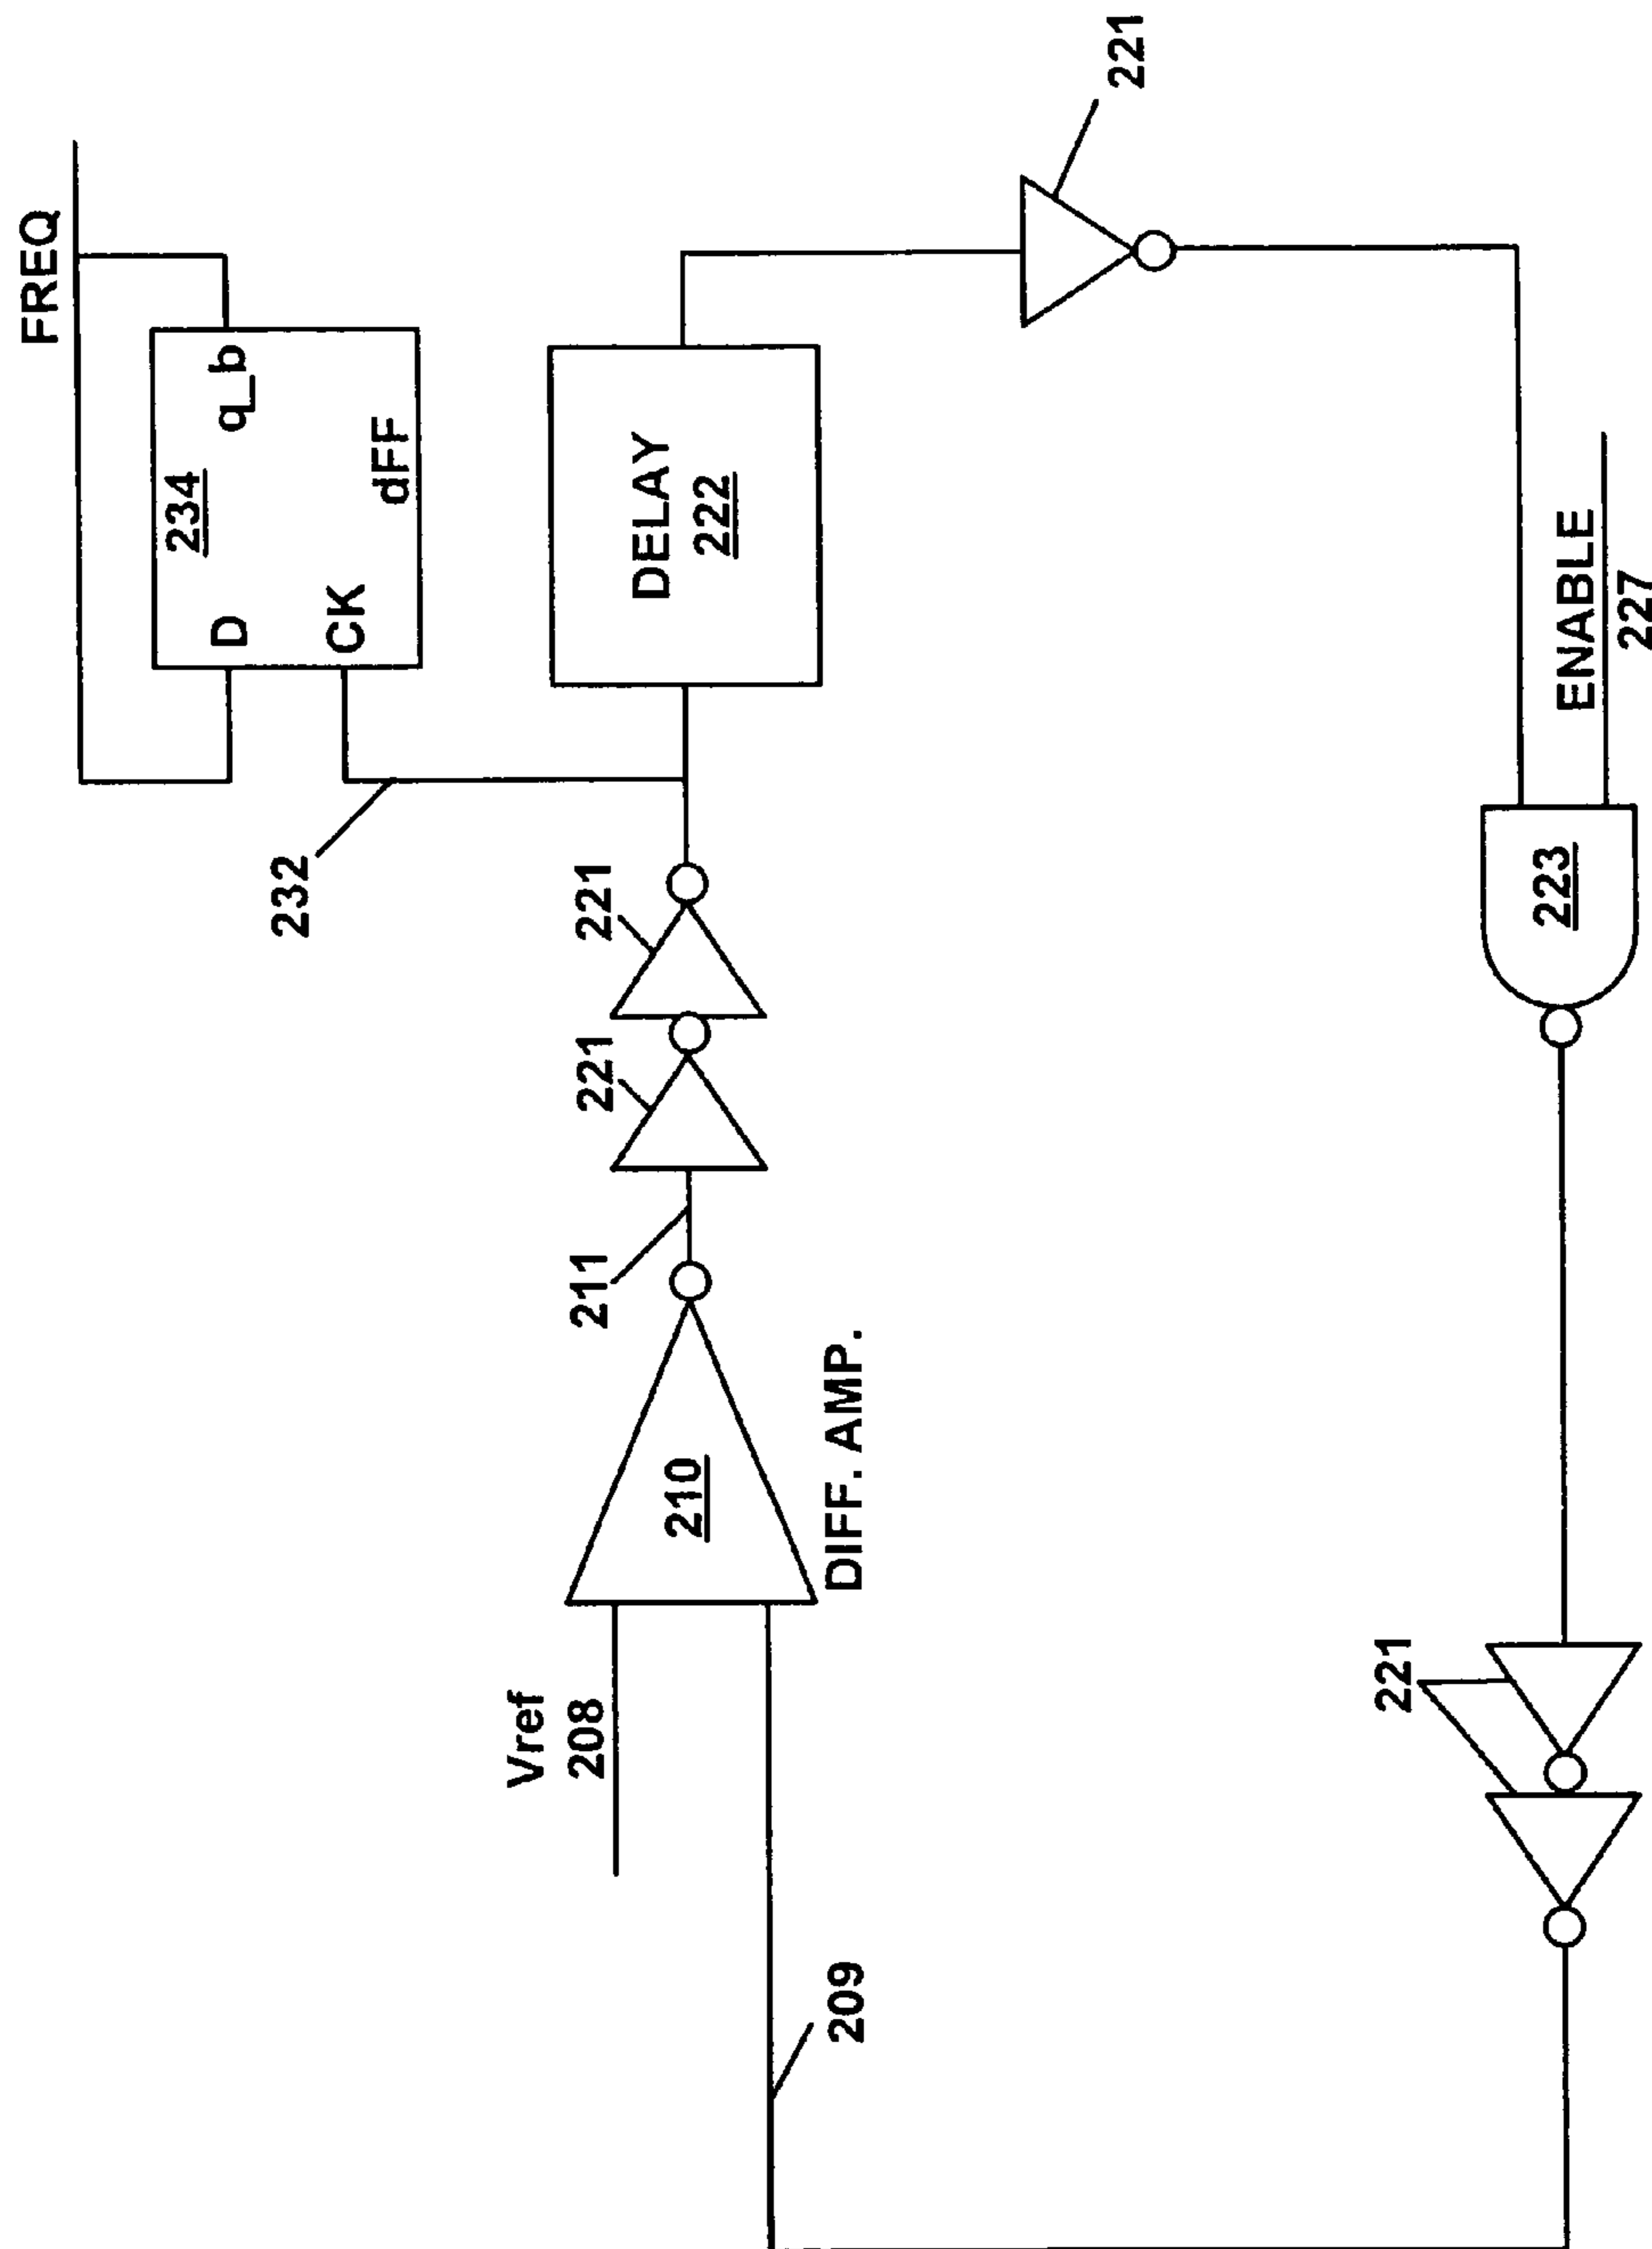 FREQ
234
D
q_b
CK
dFF
232
DELAY
222
221
221
221
211
Vref
208
210
DIFF. AMP.
209
221
223
ENABLE
227